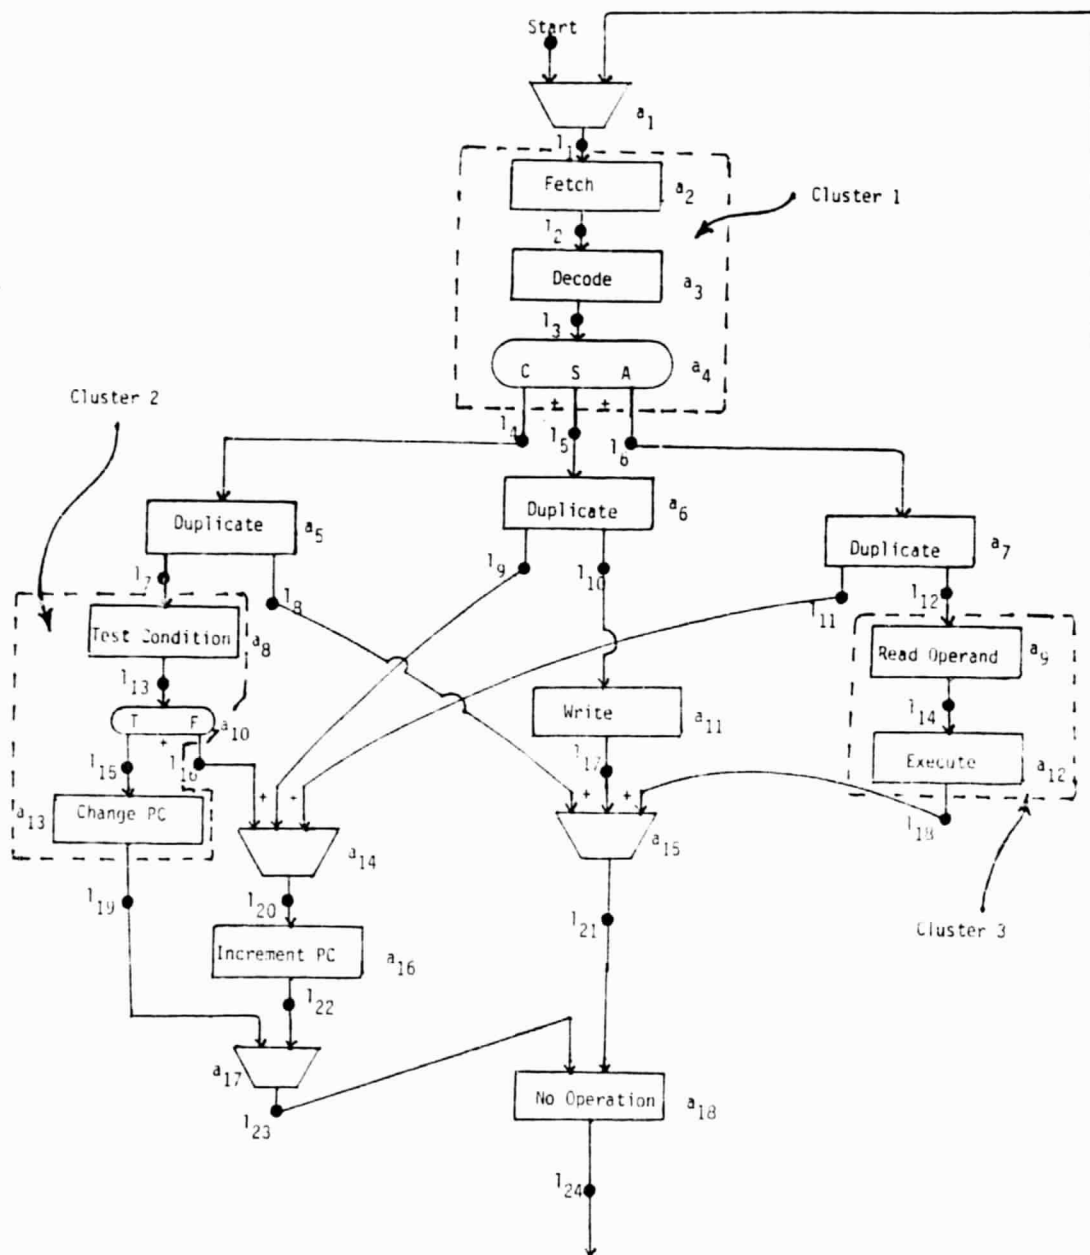 Start
a1
l1
Fetch
a2
Cluster 1
l2
Decode
a3
l3
C S A
a4
+ +
Cluster 2
l4
l5
l6
Duplicate
a5
Duplicate
a6
Duplicate
a7
l7
l8
l9
l10
l11
l12
Test Condition
a8
Read Operand
a9
l13
l14
T F
a10
+
Write
a11
Execute
a12
l15
l16
l17
l18
Change PC
a13
+ +
+ +
a14
a15
l19
l20
l21
Cluster 3
Increment PC
a16
l22
a17
l23
No Operation
a18
l24